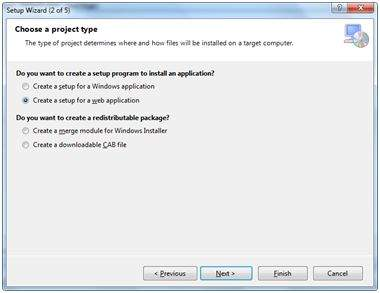 Setup Wizard (2 of 5)
Choose a project type
The type of project determines where and how files will be installed on a target computer.
Do you want to create a setup program to install an application?
Create a setup for a Windows application
Create a setup for a web application
Do you want to create a redistributable package?
Create a merge module for Windows Installer
Create a downloadable CAB file
< Previous
Next >
Finish
Cancel